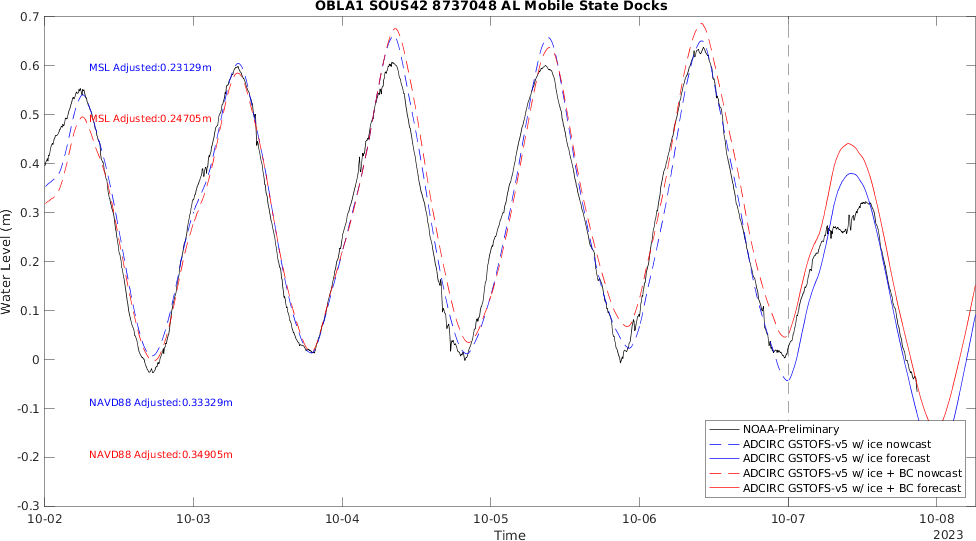 OBLA1 SOUS42 8737048 AL Mobile State Docks
0.7
0.6
0.5
0.4
0.3
0.2
0.1
0
-0.1
-0.2
-0.3
Water Level (m)
MSL Adjusted:0.23129m
MSL Adjusted:0.24705m
NAVD88 Adjusted:0.33329m
NAVD88 Adjusted:0.34905m
NOAA-Preliminary
ADCIRC GSTOFS-v5 w/ ice nowcast
ADCIRC GSTOFS-v5 w/ ice forecast
ADCIRC GSTOFS-v5 w/ ice + BC nowcast
ADCIRC GSTOFS-v5 w/ ice + BC forecast
10-02 10-03 10-04 10-05 10-06 10-07 10-08
Time
2023